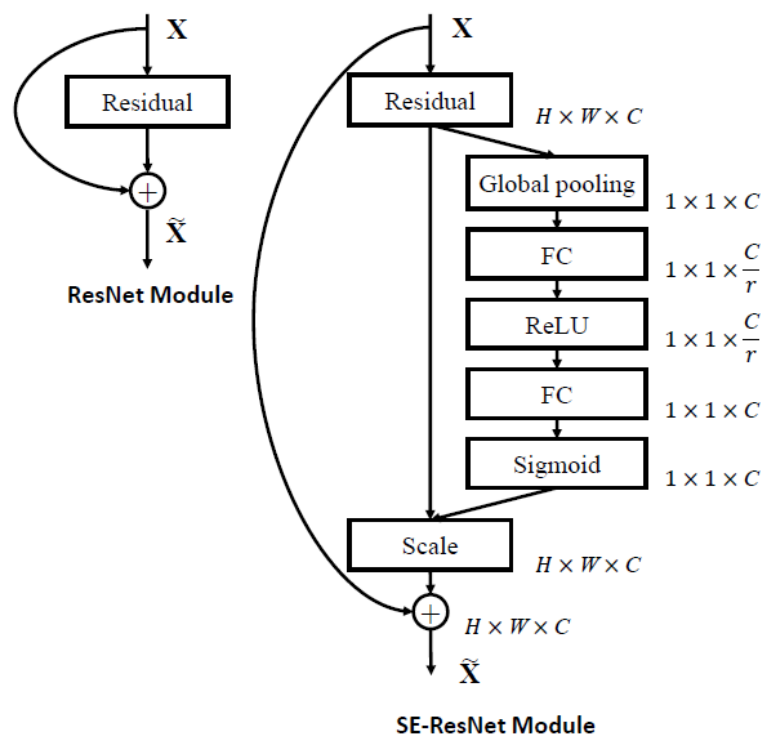 X
Residual
+
X̃
ResNet Module
X
Residual
H × W × C
Global pooling
1 × 1 × C
FC
1 × 1 × C/r
ReLU
1 × 1 × C/r
FC
1 × 1 × C
Sigmoid
1 × 1 × C
Scale
H × W × C
+
H × W × C
X̃
SE-ResNet Module